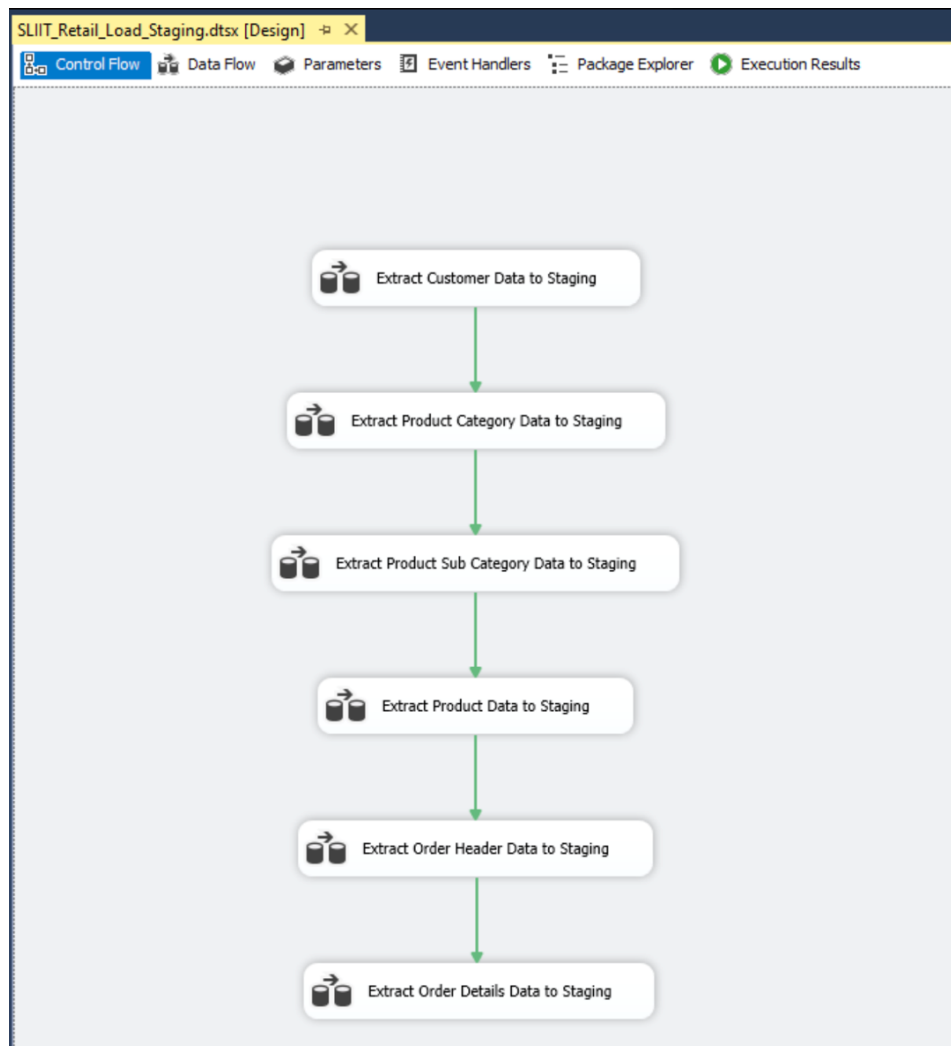 SLIIT_Retail_Load_Staging.dtsx [Design]
Control Flow Data Flow Parameters Event Handlers Package Explorer Execution Results
Extract Customer Data to Staging
Extract Product Category Data to Staging
Extract Product Sub Category Data to Staging
Extract Product Data to Staging
Extract Order Header Data to Staging
Extract Order Details Data to Staging